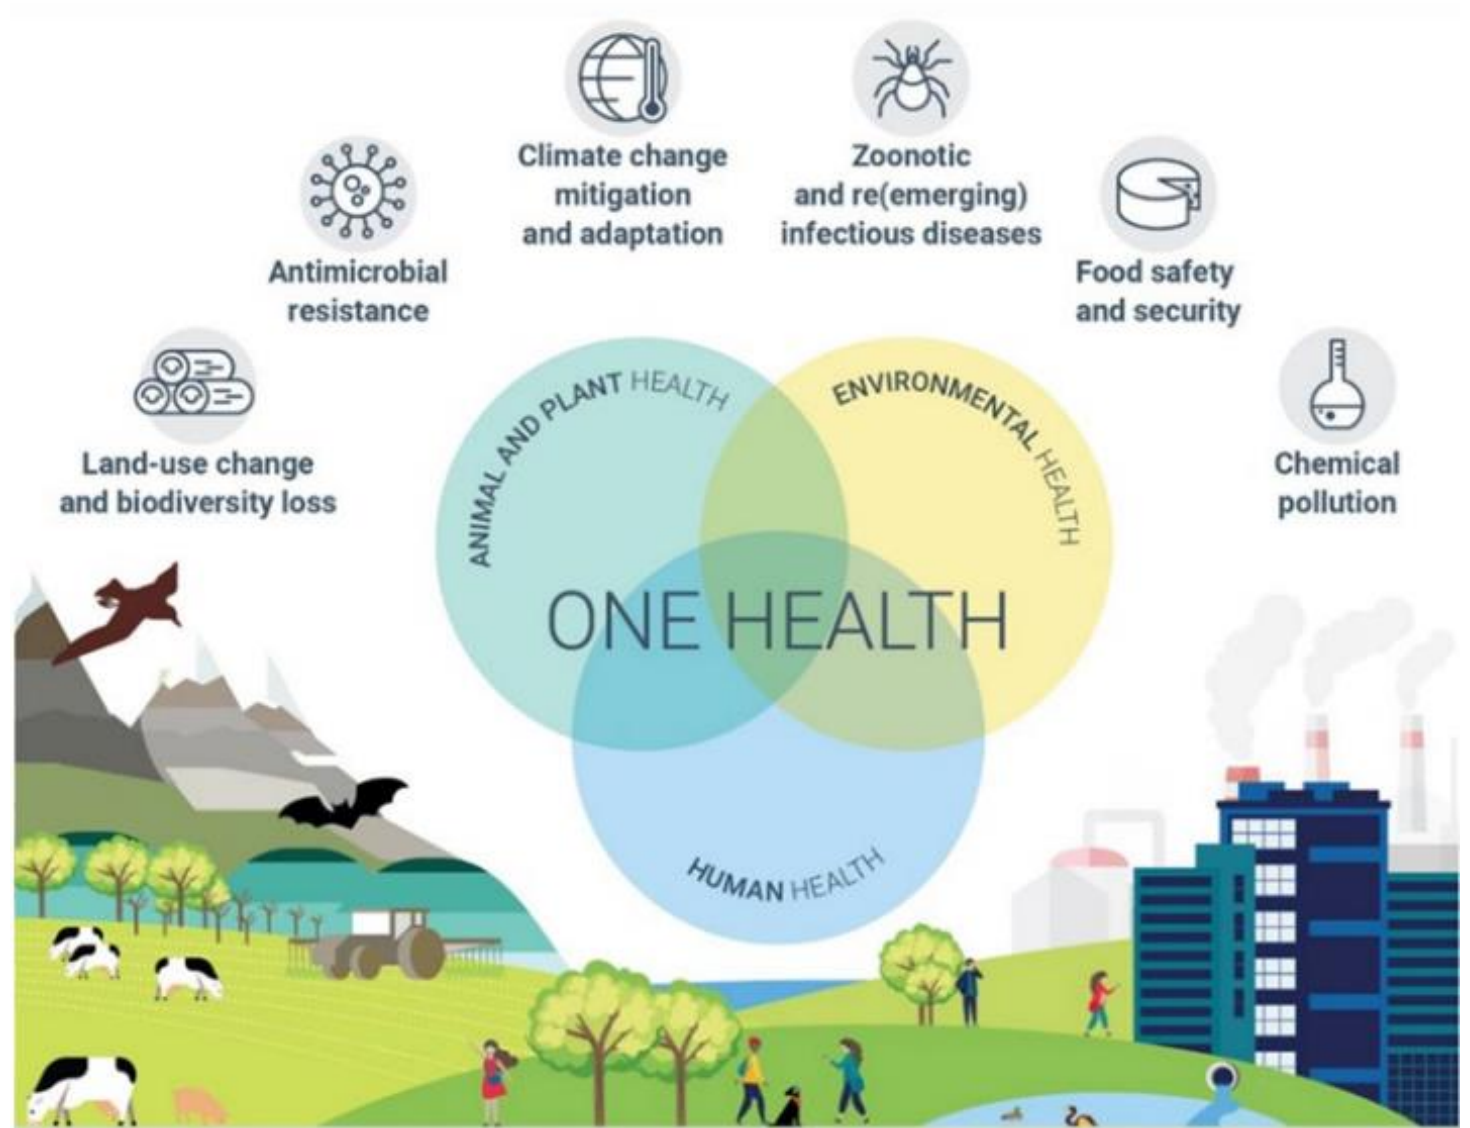 Climate change
mitigation
and adaptation
Zoonotic
and re(emerging)
infectious diseases
Antimicrobial
resistance
Food safety
and security
Land-use change
and biodiversity loss
Chemical
pollution
ANIMAL AND PLANT HEALTH
ENVIRONMENTAL HEALTH
ONE HEALTH
HUMAN HEALTH